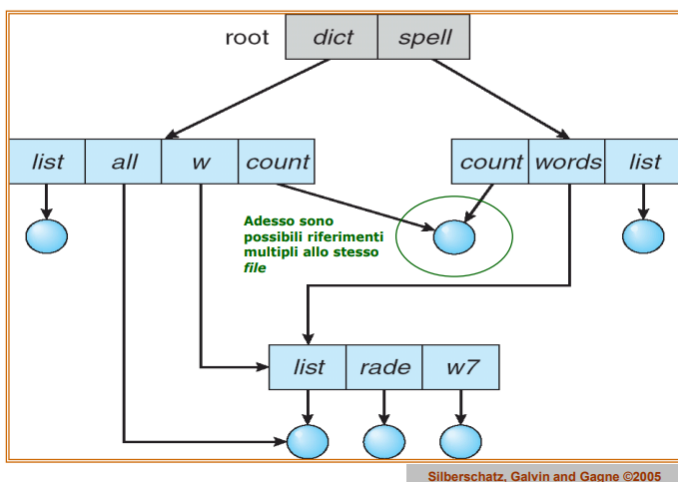 root dict spell
list all w count
count words list
Adesso sono
possibili riferimenti
multipli allo stesso
file
list rade w7
Silberschatz, Galvin and Gagne ©2005